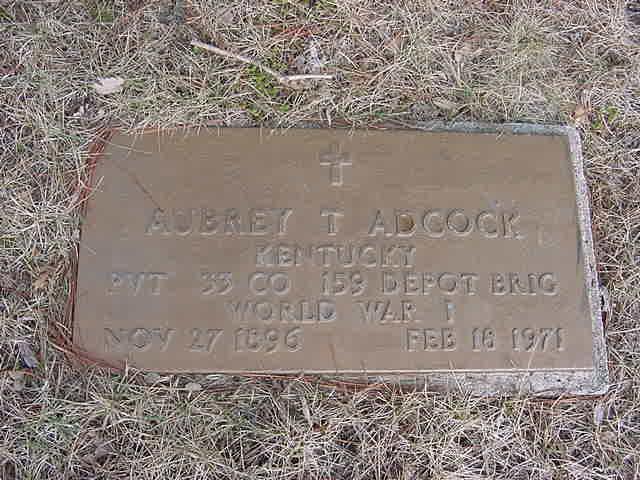 AUBREY T ADCOCK
KENTUCKY
PVT 33 CO 159 DEPOT BRIG
WORLD WAR I
NOV 27 1896 FEB 18 1971